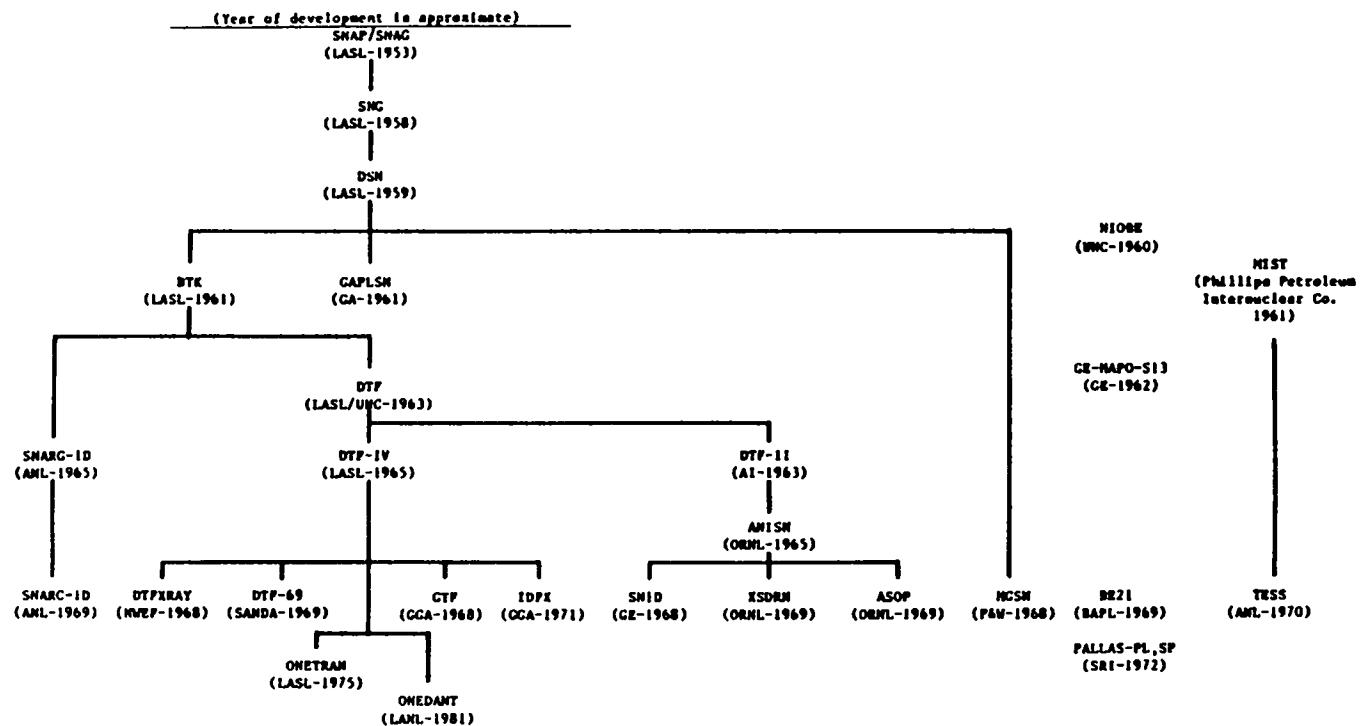 (Year of development is approximate)
SNAP/SNAG
(LASL-1953)
SNG
(LASL-1958)
DSN
(LASL-1959)
NIOBE
(UNC-1960)
DTK
(LASL-1961)
GAPLSN
(GA-1961)
MIST
(Phillips Petroleum
Internuclear Co.
1961)
GE-HAPO-S13
(GE-1962)
DTF
(LASL/UNC-1963)
SNARG-1D
(ANL-1965)
DTF-IV
(LASL-1965)
DTF-II
(AI-1963)
ANISN
(ORNL-1965)
SNARC-1D
(ANL-1969)
DTFXRAY
(NWEF-1968)
DTF-69
(SANDA-1969)
GTF
(GGA-1968)
IDFX
(GGA-1971)
SN1D
(GE-1968)
XSDRN
(ORNL-1969)
ASOP
(ORNL-1969)
MCSN
(P&W-1968)
BE21
(BAPL-1969)
TESS
(ANL-1970)
PALLAS-PL,SP
(SRI-1972)
ONETRAN
(LASL-1975)
ONEDANT
(LANL-1981)